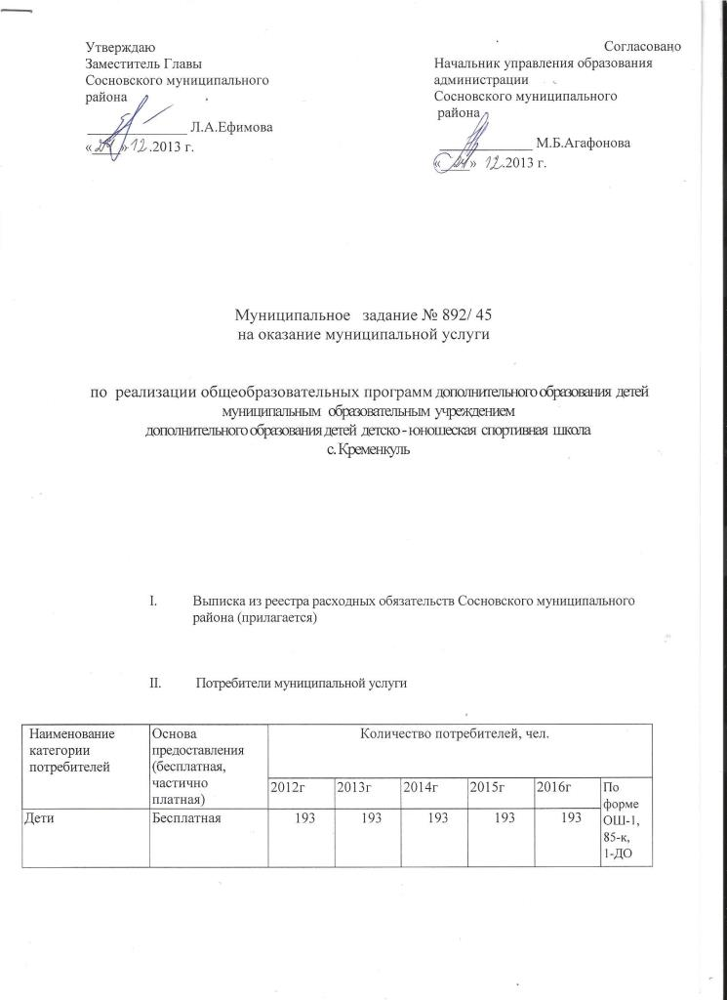 Утверждаю
Заместитель Главы
Сосновского муниципального
района
______________ Л.А.Ефимова
«24» 12.2013 г.
Согласовано
Начальник управления образования
администрации
Сосновского муниципального
района
_____________ М.Б.Агафонова
«24» 12.2013 г.
Муниципальное задание № 892/ 45
на оказание муниципальной услуги
по реализации общеобразовательных программ дополнительного образования детей
муниципальным образовательным учреждением
дополнительного образования детей детско - юношеская спортивная школа
с. Кременкуль
I. Выписка из реестра расходных обязательств Сосновского муниципального
района (прилагается)
II. Потребители муниципальной услуги
Наименование
категории
потребителей
Основа
предоставления
(бесплатная,
частично
платная)
Количество потребителей, чел.
2012г 2013г 2014г 2015г 2016г
По
форме
ОШ-1,
85-к,
1-ДО
Дети Бесплатная 193 193 193 193 193